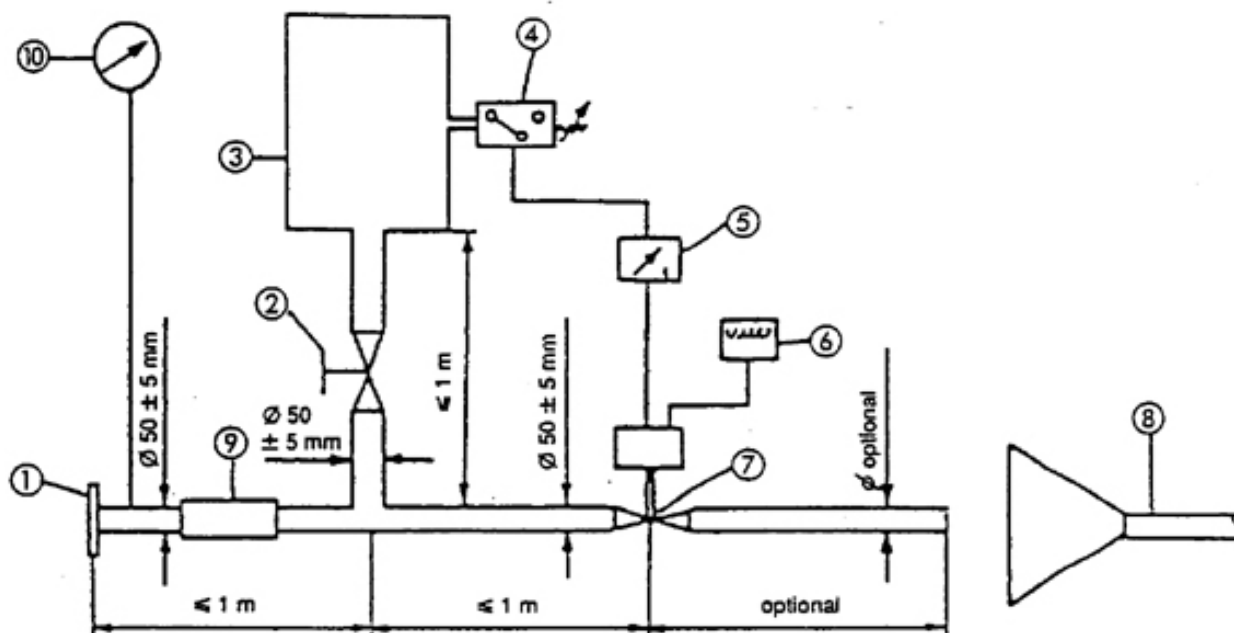 10
4
3
5
2
6
Ø 50 ± 5 mm
≤ 1 m
Ø 50
± 5 mm
Ø 50 ± 5 mm
Ø optional
9
7
8
1
≤ 1 m
≤ 1 m
optional